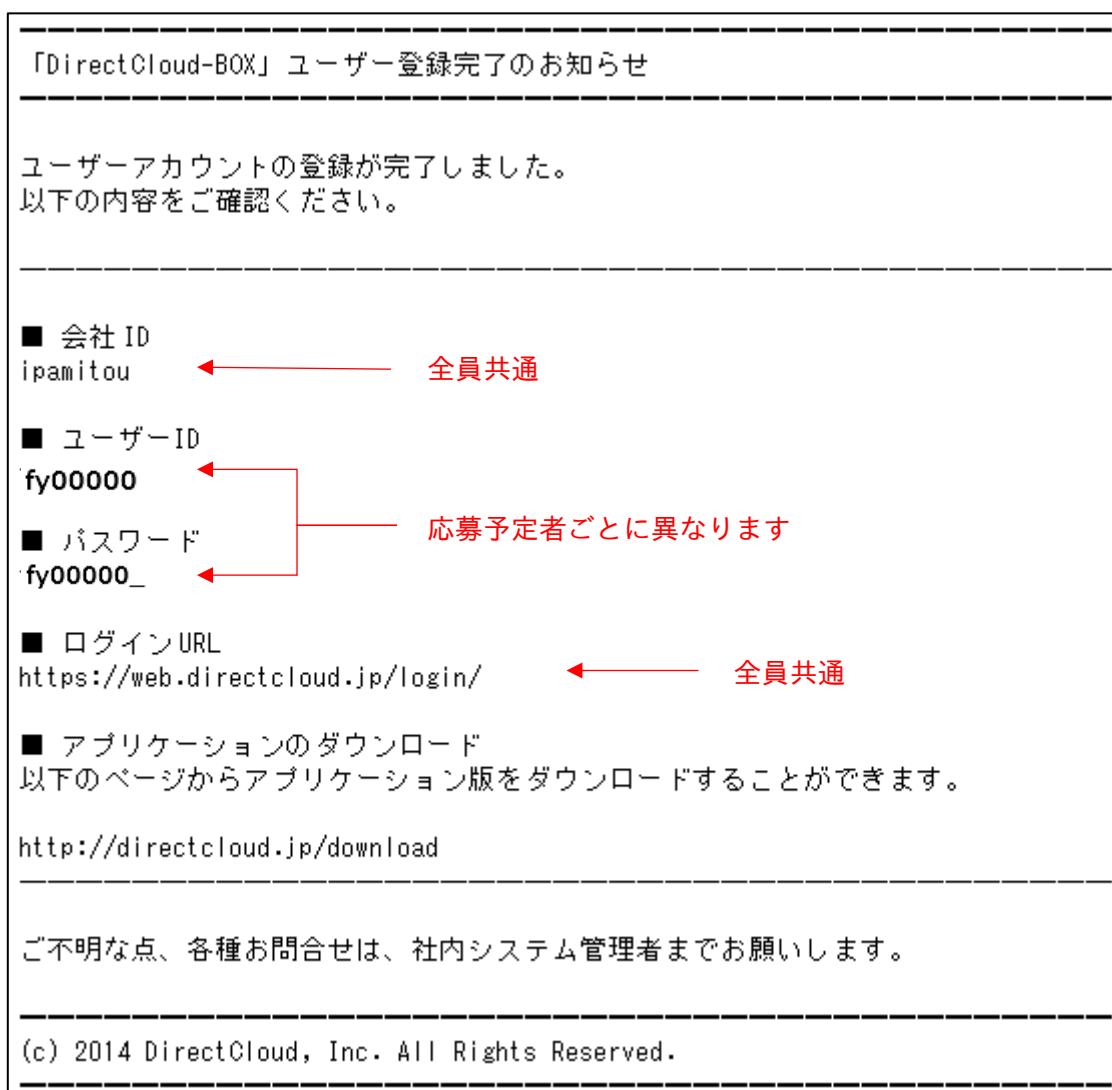 「DirectCloud-BOX」ユーザー登録完了のお知らせ
ユーザーアカウントの登録が完了しました。
以下の内容をご確認ください。
■ 会社ID
ipamitou
全員共通
■ ユーザーID
fy00000
応募予定者ごとに異なります
■ パスワード
fy00000_
■ ログインURL
https://web.directcloud.jp/login/
全員共通
■ アプリケーションのダウンロード
以下のページからアプリケーション版をダウンロードすることができます。
http://directcloud.jp/download
ご不明な点、各種お問合せは、社内システム管理者までお願いします。
(c) 2014 DirectCloud, Inc. All Rights Reserved.